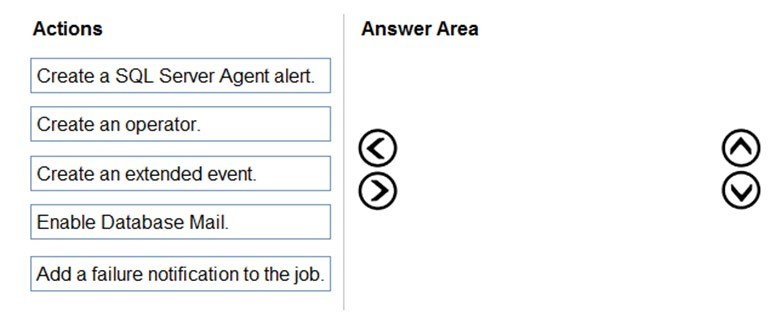 Actions
Answer Area
Create a SQL Server Agent alert.
Create an operator.
Create an extended event.
Enable Database Mail.
Add a failure notification to the job.